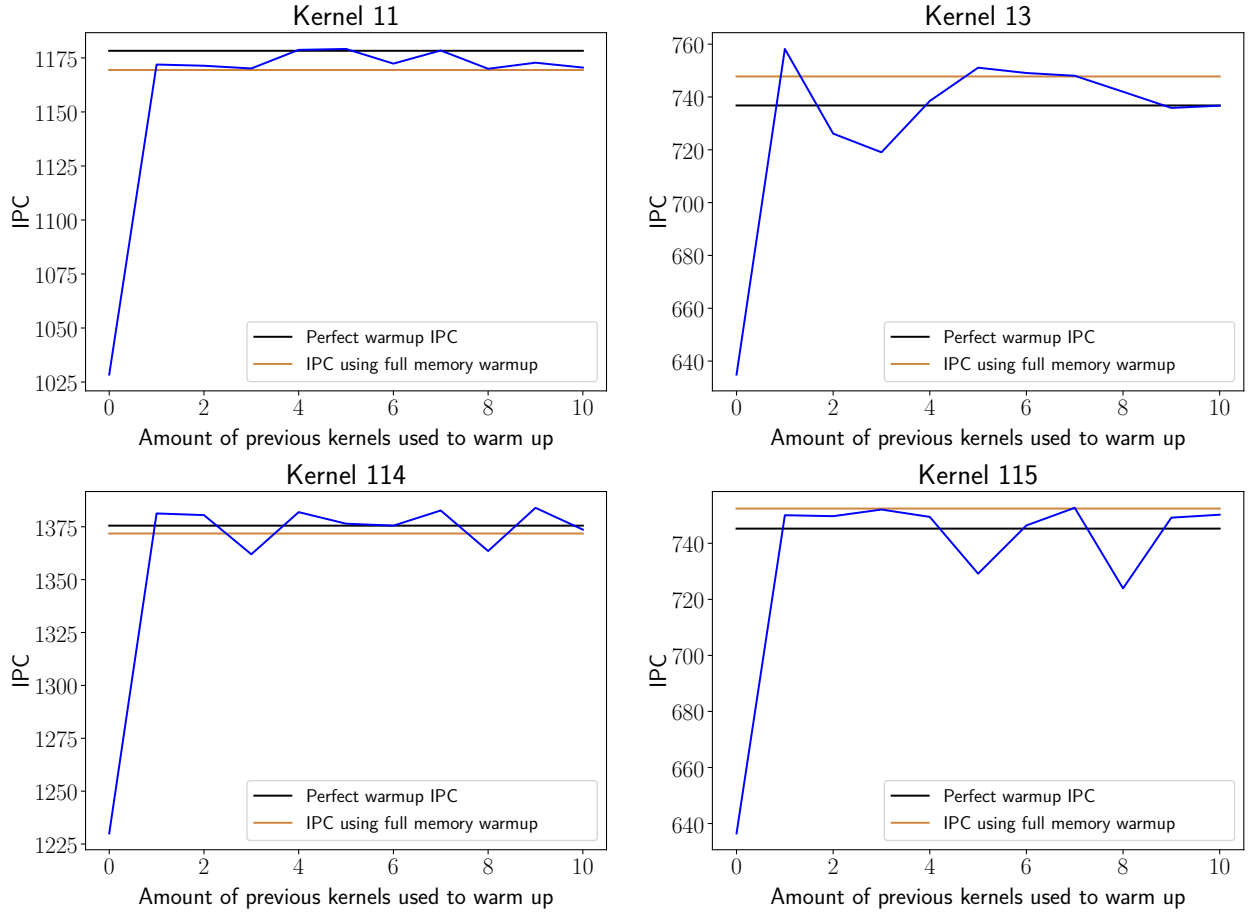 Kernel 11
1175
1150
1125
1100
1075
1050
1025
IPC
0 2 4 6 8 10
Amount of previous kernels used to warm up
Perfect warmup IPC
IPC using full memory warmup
Kernel 13
760
740
720
700
680
660
640
IPC
0 2 4 6 8 10
Amount of previous kernels used to warm up
Perfect warmup IPC
IPC using full memory warmup
Kernel 114
1375
1350
1325
1300
1275
1250
1225
IPC
0 2 4 6 8 10
Amount of previous kernels used to warm up
Perfect warmup IPC
IPC using full memory warmup
Kernel 115
740
720
700
680
660
640
IPC
0 2 4 6 8 10
Amount of previous kernels used to warm up
Perfect warmup IPC
IPC using full memory warmup